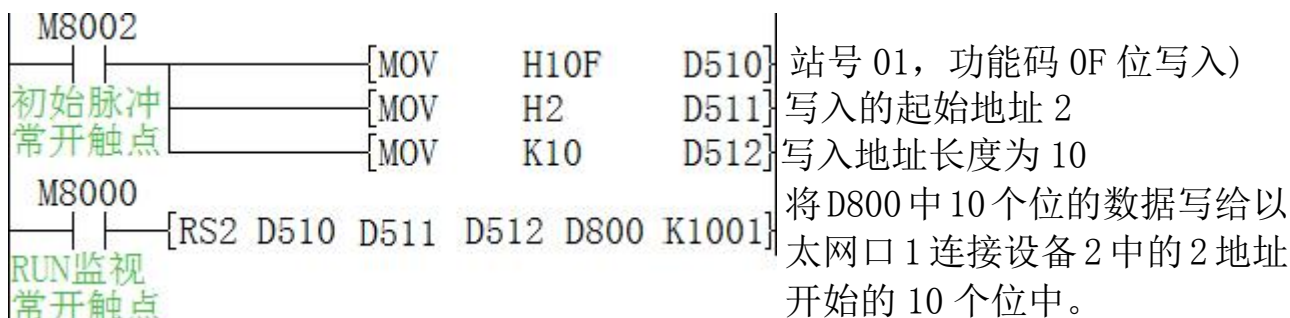 M8002
[MOV H10F D510] 站号 01，功能码 0F 位写入)
初始脉冲
常开触点
[MOV H2 D511] 写入的起始地址 2
[MOV K10 D512] 写入地址长度为 10
M8000
[RS2 D510 D511 D512 D800 K1001]
RUN监视
常开触点
将D800中10个位的数据写给以
太网口1连接设备2中的2地址
开始的 10 个位中。